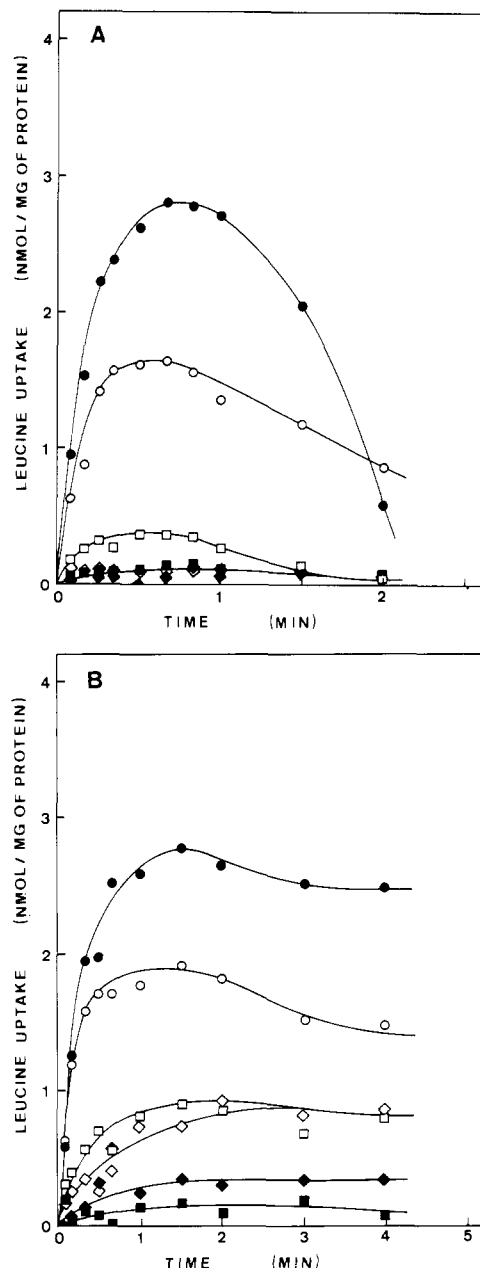 A
4
3
2
1
0
LEUCINE UPTAKE (NMOL / MG OF PROTEIN)
0 1 2
TIME (MIN)
B
4
3
2
1
0
LEUCINE UPTAKE (NMOL / MG OF PROTEIN)
0 1 2 3 4 5
TIME (MIN)